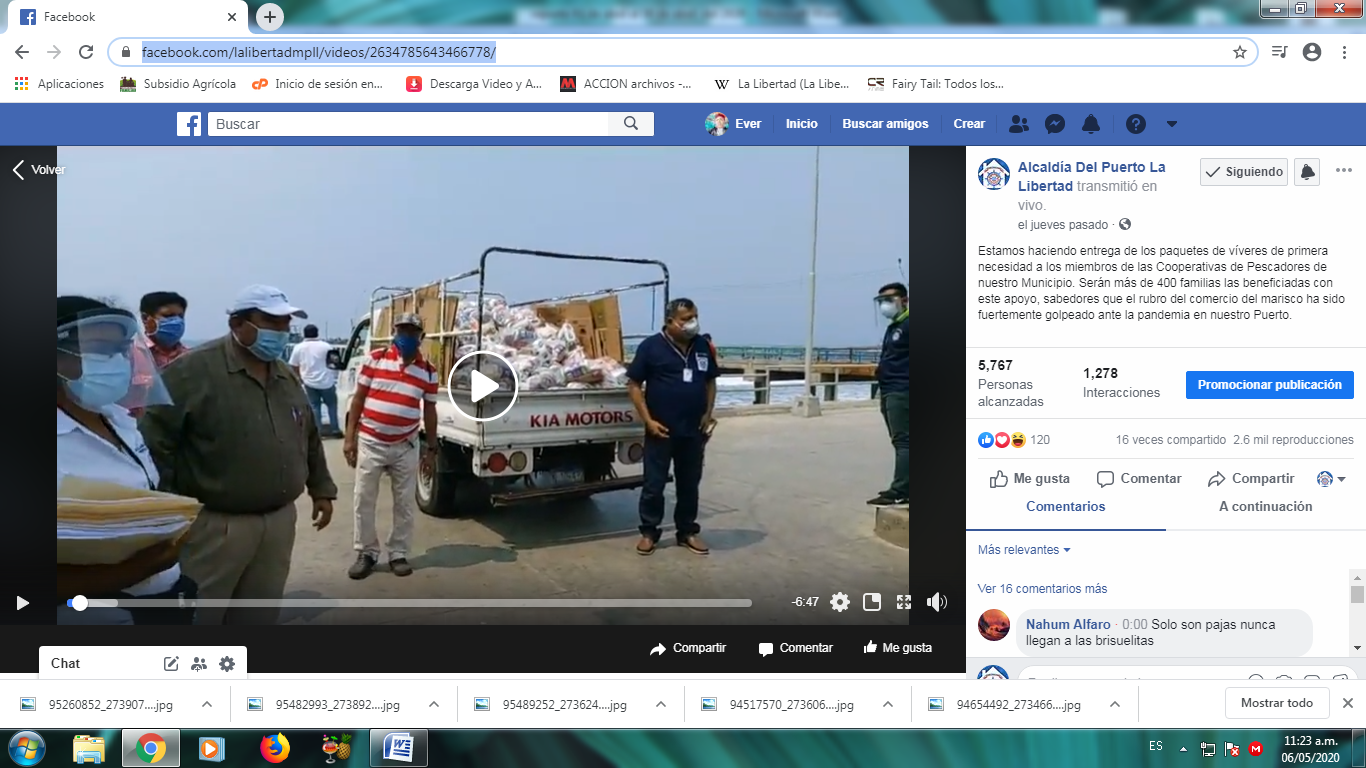 Facebook
facebook.com/lalibertadmpll/videos/2634785643466778/
Aplicaciones
Subsidio Agrícola
Inicio de sesión en...
Descarga Video y A...
ACCION archivos -...
La Libertad (La Libe...
Fairy Tail: Todos los...
Buscar
Ever
Inicio
Buscar amigos
Crear
Volver
KIA MOTORS
-6:47
Compartir
Comentar
Me gusta
Alcaldía Del Puerto La
Libertad transmitió en
vivo.
el jueves pasado ·
Siguiendo
Estamos haciendo entrega de los paquetes de víveres de primera
necesidad a los miembros de las Cooperativas de Pescadores de
nuestro Municipio. Serán más de 400 familias las beneficiadas con
este apoyo, sabedores que el rubro del comercio del marisco ha sido
fuertemente golpeado ante la pandemia en nuestro Puerto.
5,767
Personas
alcanzadas
1,278
Interacciones
Promocionar publicación
120
16 veces compartido 2.6 mil reproducciones
Me gusta
Comentar
Compartir
Comentarios
A continuación
Más relevantes
Ver 16 comentarios más
Nahum Alfaro · 0:00 Solo son pajas nunca
llegan a las brisuelitas
Chat
95260852_273907....jpg
95482993_273892....jpg
95489252_273624....jpg
94517570_273606....jpg
94654492_273466....jpg
Mostrar todo
ES
11:23 a.m.
06/05/2020